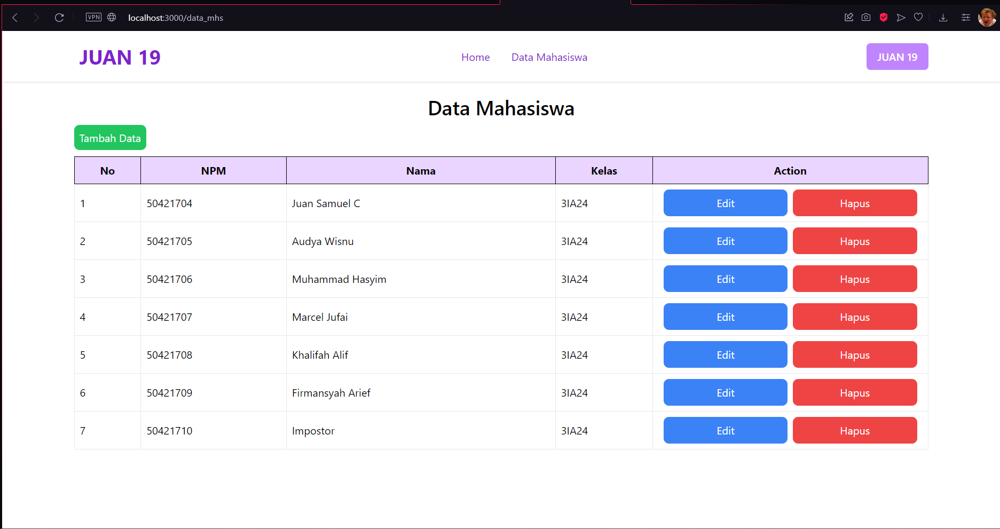 VPN localhost:3000/data_mhs
JUAN 19 Home Data Mahasiswa JUAN 19
Data Mahasiswa
Tambah Data
No NPM Nama Kelas Action
1 50421704 Juan Samuel C 3IA24 Edit Hapus
2 50421705 Audya Wisnu 3IA24 Edit Hapus
3 50421706 Muhammad Hasyim 3IA24 Edit Hapus
4 50421707 Marcel Jufai 3IA24 Edit Hapus
5 50421708 Khalifah Alif 3IA24 Edit Hapus
6 50421709 Firmansyah Arief 3IA24 Edit Hapus
7 50421710 Impostor 3IA24 Edit Hapus